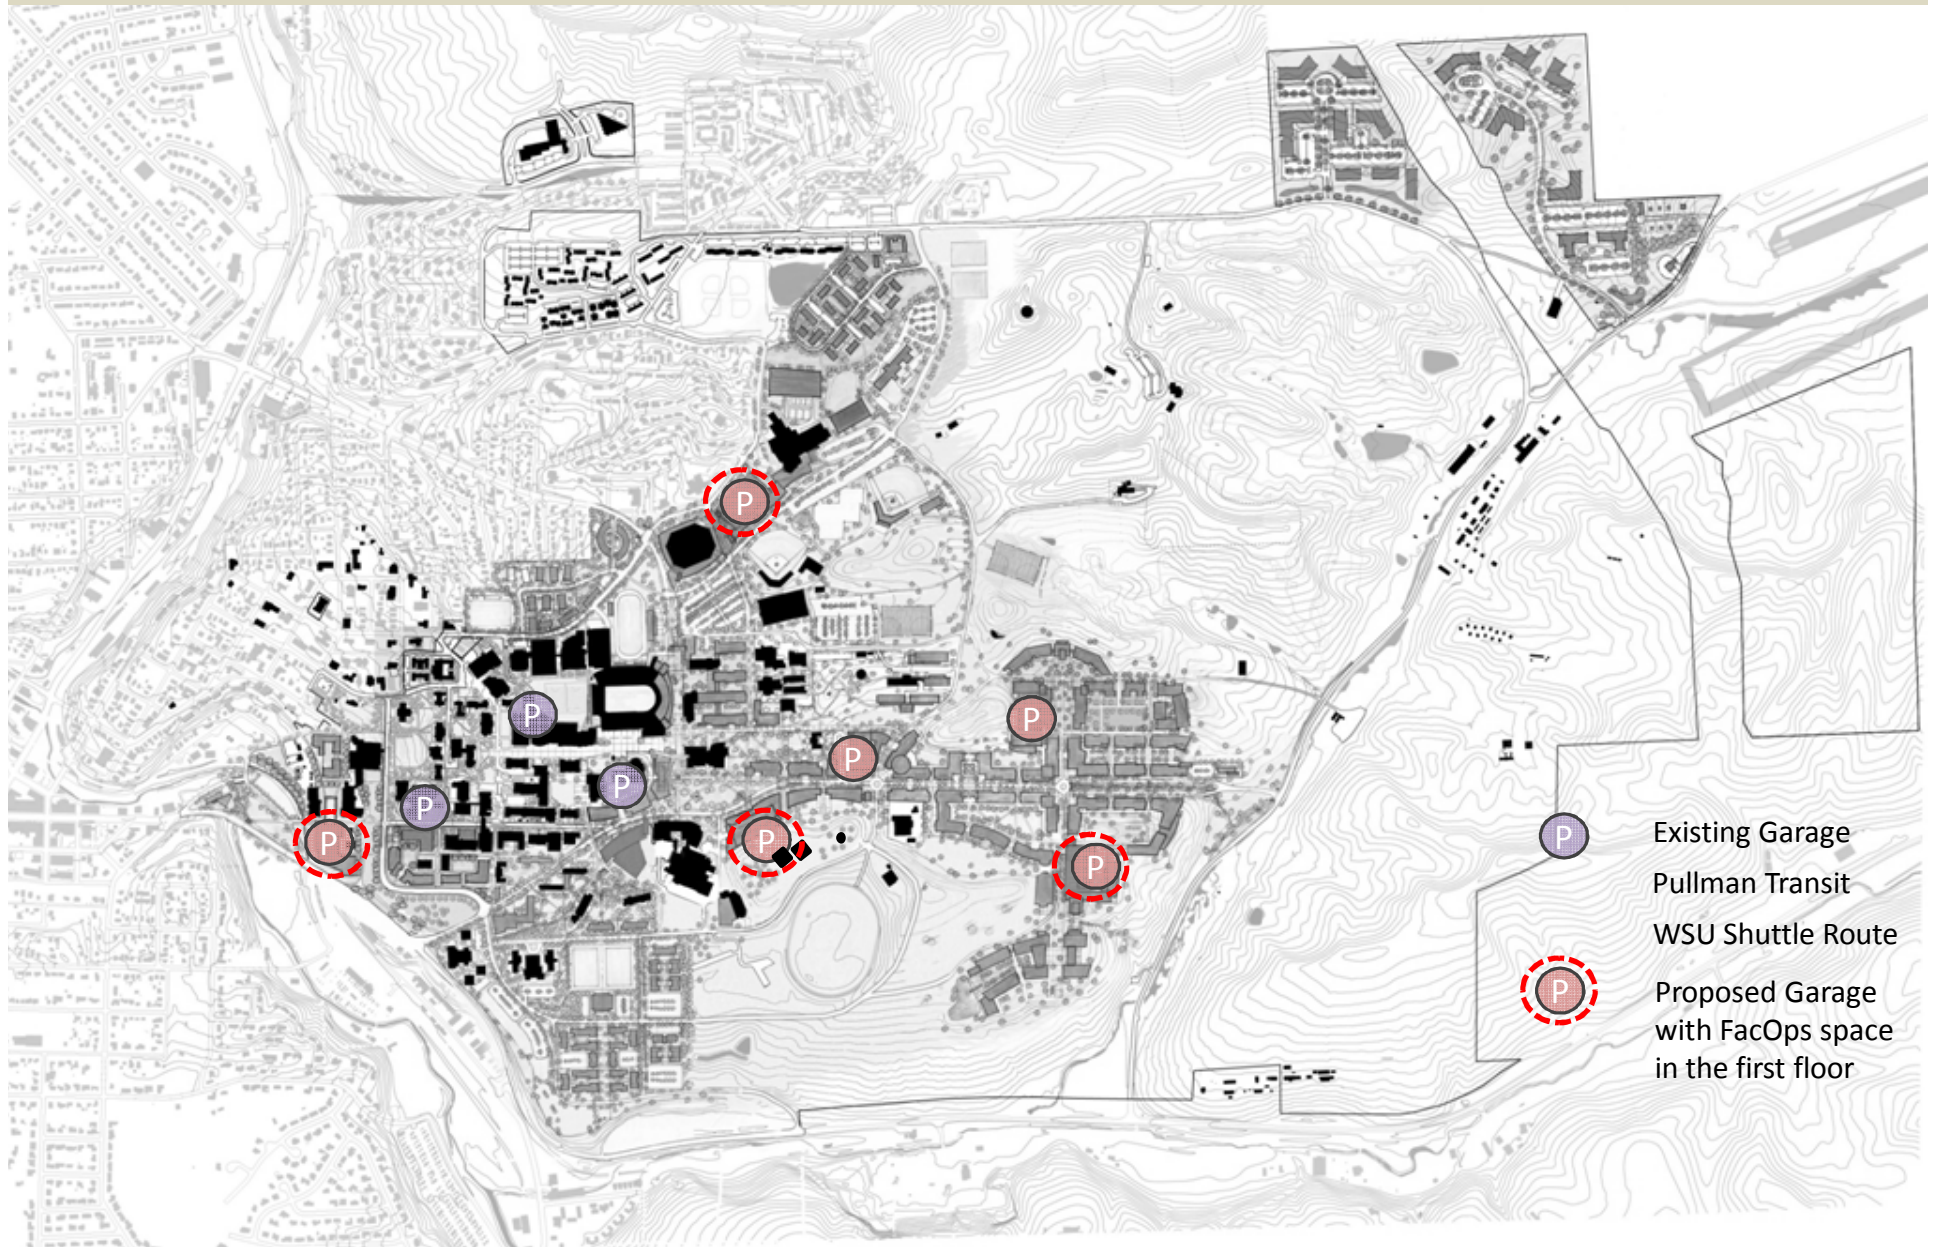 P
P
P
P
P
P
P
P
P
P Existing Garage
Pullman Transit
WSU Shuttle Route
P Proposed Garage
with FacOps space
in the first floor